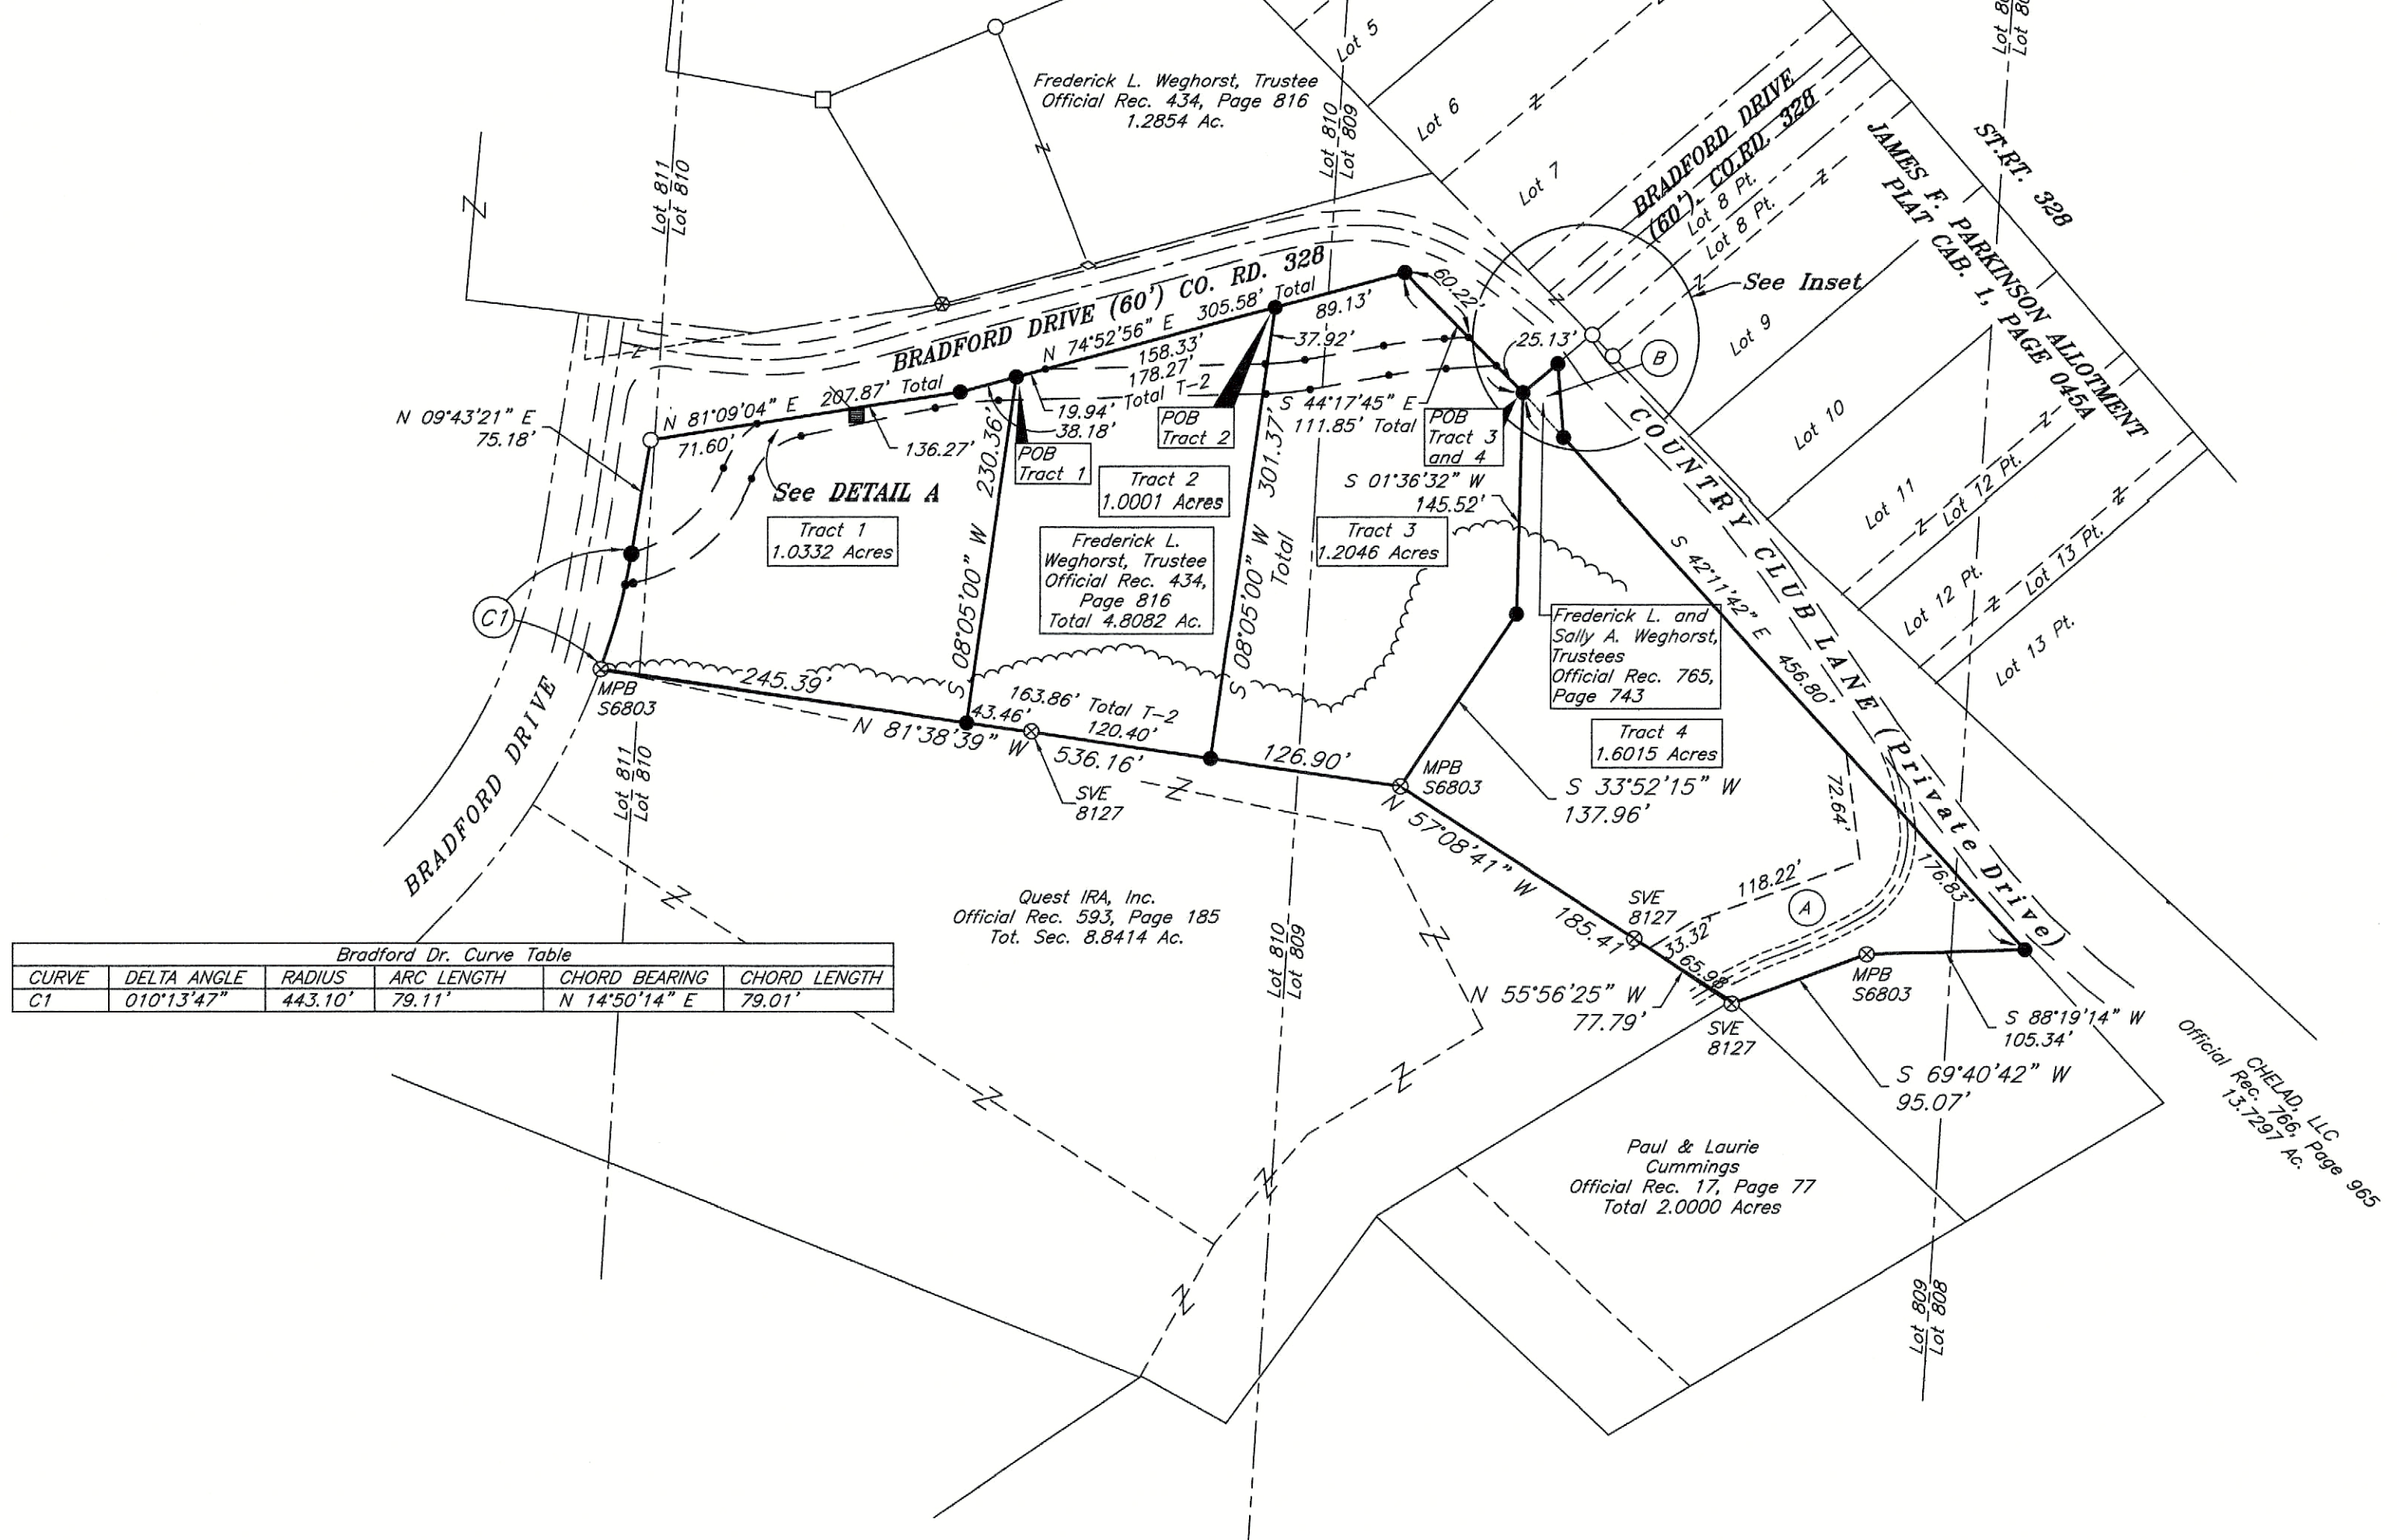 Frederick L. Weghorst, Trustee
Official Rec. 434, Page 816
1.2854 Ac.
Lot 5
Lot 6
Lot 7
Lot 811
Lot 810
Lot 810
Lot 809
BRADFORD DRIVE
(60'). CO.RD. 328
Lot 8 Pt.
Lot 8 Pt.
ST.RT. 328
JAMES F. PARKINSON ALLOTMENT
PLAT CAB. 1, PAGE 045A
See Inset
Lot 9
Lot 10
Lot 11
Lot 12 Pt.
Lot 13 Pt.
Lot 12 Pt.
Lot 13 Pt.
BRADFORD DRIVE (60') CO. RD. 328
N 74°52'56" E
305.58' Total
89.13'
60.22'
25.13'
B
37.92'
158.33'
178.27'
Total T-2
19.94'
38.18'
N 81°09'04" E
207.87' Total
71.60'
136.27'
N 09°43'21" E
75.18'
POB
Tract 1
POB
Tract 2
S 44°17'45" E
111.85' Total
POB
Tract 3
and 4
S 01°36'32" W
145.52'
See DETAIL A
Tract 1
1.0332 Acres
S 08°05'00" W 230.36'
Tract 2
1.0001 Acres
Frederick L.
Weghorst, Trustee
Official Rec. 434,
Page 816
Total 4.8082 Ac.
S 08°05'00" W 301.37'
Total
Tract 3
1.2046 Acres
Frederick L. and
Sally A. Weghorst,
Trustees
Official Rec. 765,
Page 743
Tract 4
1.6015 Acres
COUNTRY CLUB LANE (Private Drive)
S 42°11'42" E 456.80'
C1
MPB
S6803
245.39'
163.86' Total T-2
43.46'
120.40'
N 81°38'39" W
536.16'
126.90'
SVE
8127
MPB
S6803
S 33°52'15" W
137.96'
72.64'
176.83'
118.22'
A
N 57°08'41" W 185.41'
SVE
8127
33.32'
65.98
N 55°56'25" W
77.79'
SVE
8127
MPB
S6803
S 88°19'14" W
105.34'
S 69°40'42" W
95.07'
BRADFORD DRIVE
Lot 811
Lot 810
Quest IRA, Inc.
Official Rec. 593, Page 185
Tot. Sec. 8.8414 Ac.
Lot 810
Lot 809
Bradford Dr. Curve Table
CURVE DELTA ANGLE RADIUS ARC LENGTH CHORD BEARING CHORD LENGTH
C1 010°13'47" 443.10' 79.11' N 14°50'14" E 79.01'
CHELAD, LLC
Official Rec. 766, Page 965
13.7297 Ac.
Paul & Laurie
Cummings
Official Rec. 17, Page 77
Total 2.0000 Acres
Lot 809
Lot 808